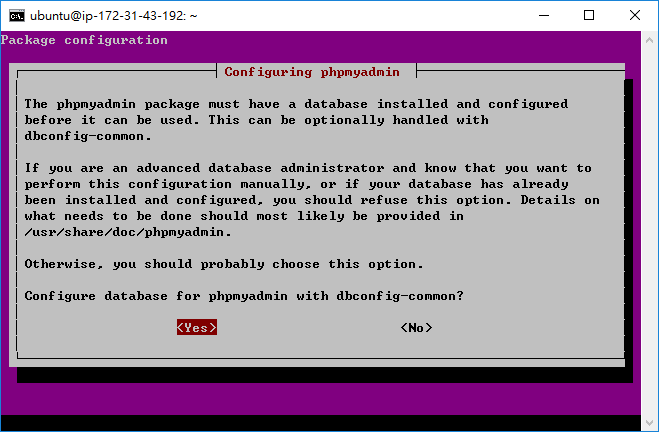 ubuntu@ip-172-31-43-192: ~
Package configuration
Configuring phpmyadmin
The phpmyadmin package must have a database installed and configured
before it can be used. This can be optionally handled with
dbconfig-common.
If you are an advanced database administrator and know that you want to
perform this configuration manually, or if your database has already
been installed and configured, you should refuse this option. Details on
what needs to be done should most likely be provided in
/usr/share/doc/phpmyadmin.
Otherwise, you should probably choose this option.
Configure database for phpmyadmin with dbconfig-common?
<Yes> <No>